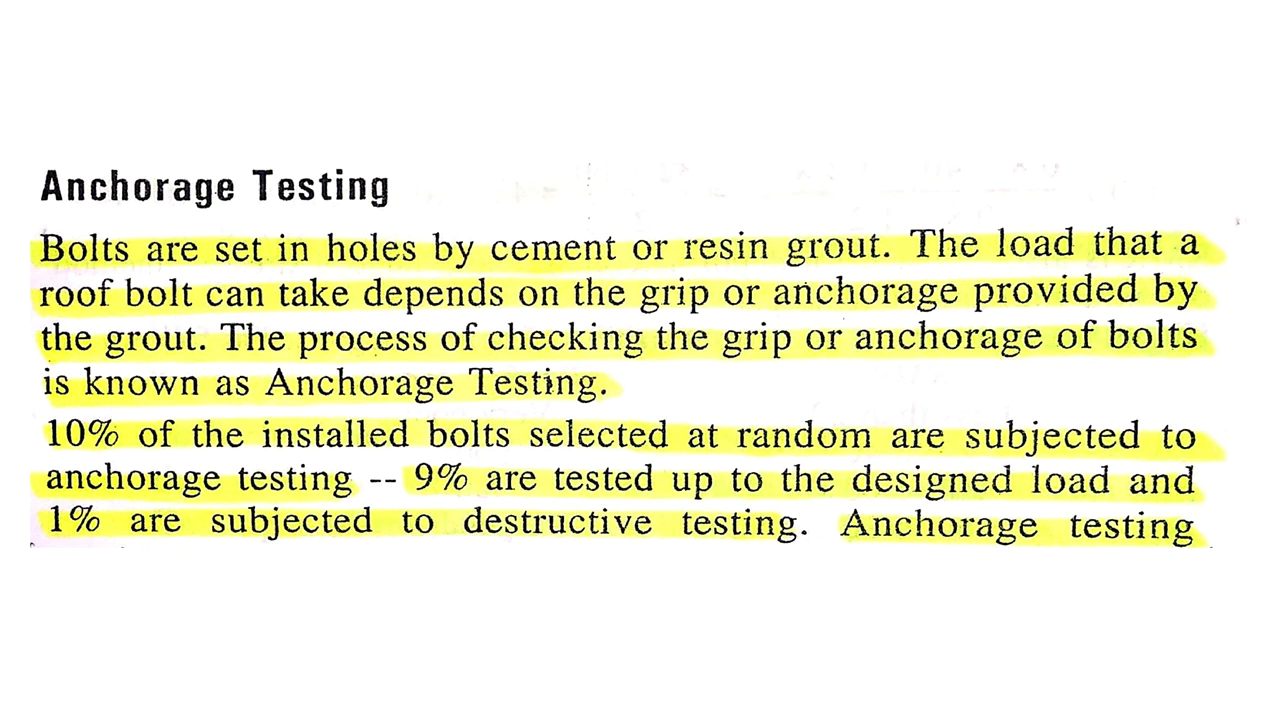 Anchorage Testing
Bolts are set in holes by cement or resin grout. The load that a
roof bolt can take depends on the grip or anchorage provided by
the grout. The process of checking the grip or anchorage of bolts
is known as Anchorage Testing.
10% of the installed bolts selected at random are subjected to
anchorage testing -- 9% are tested up to the designed load and
1% are subjected to destructive testing. Anchorage testing